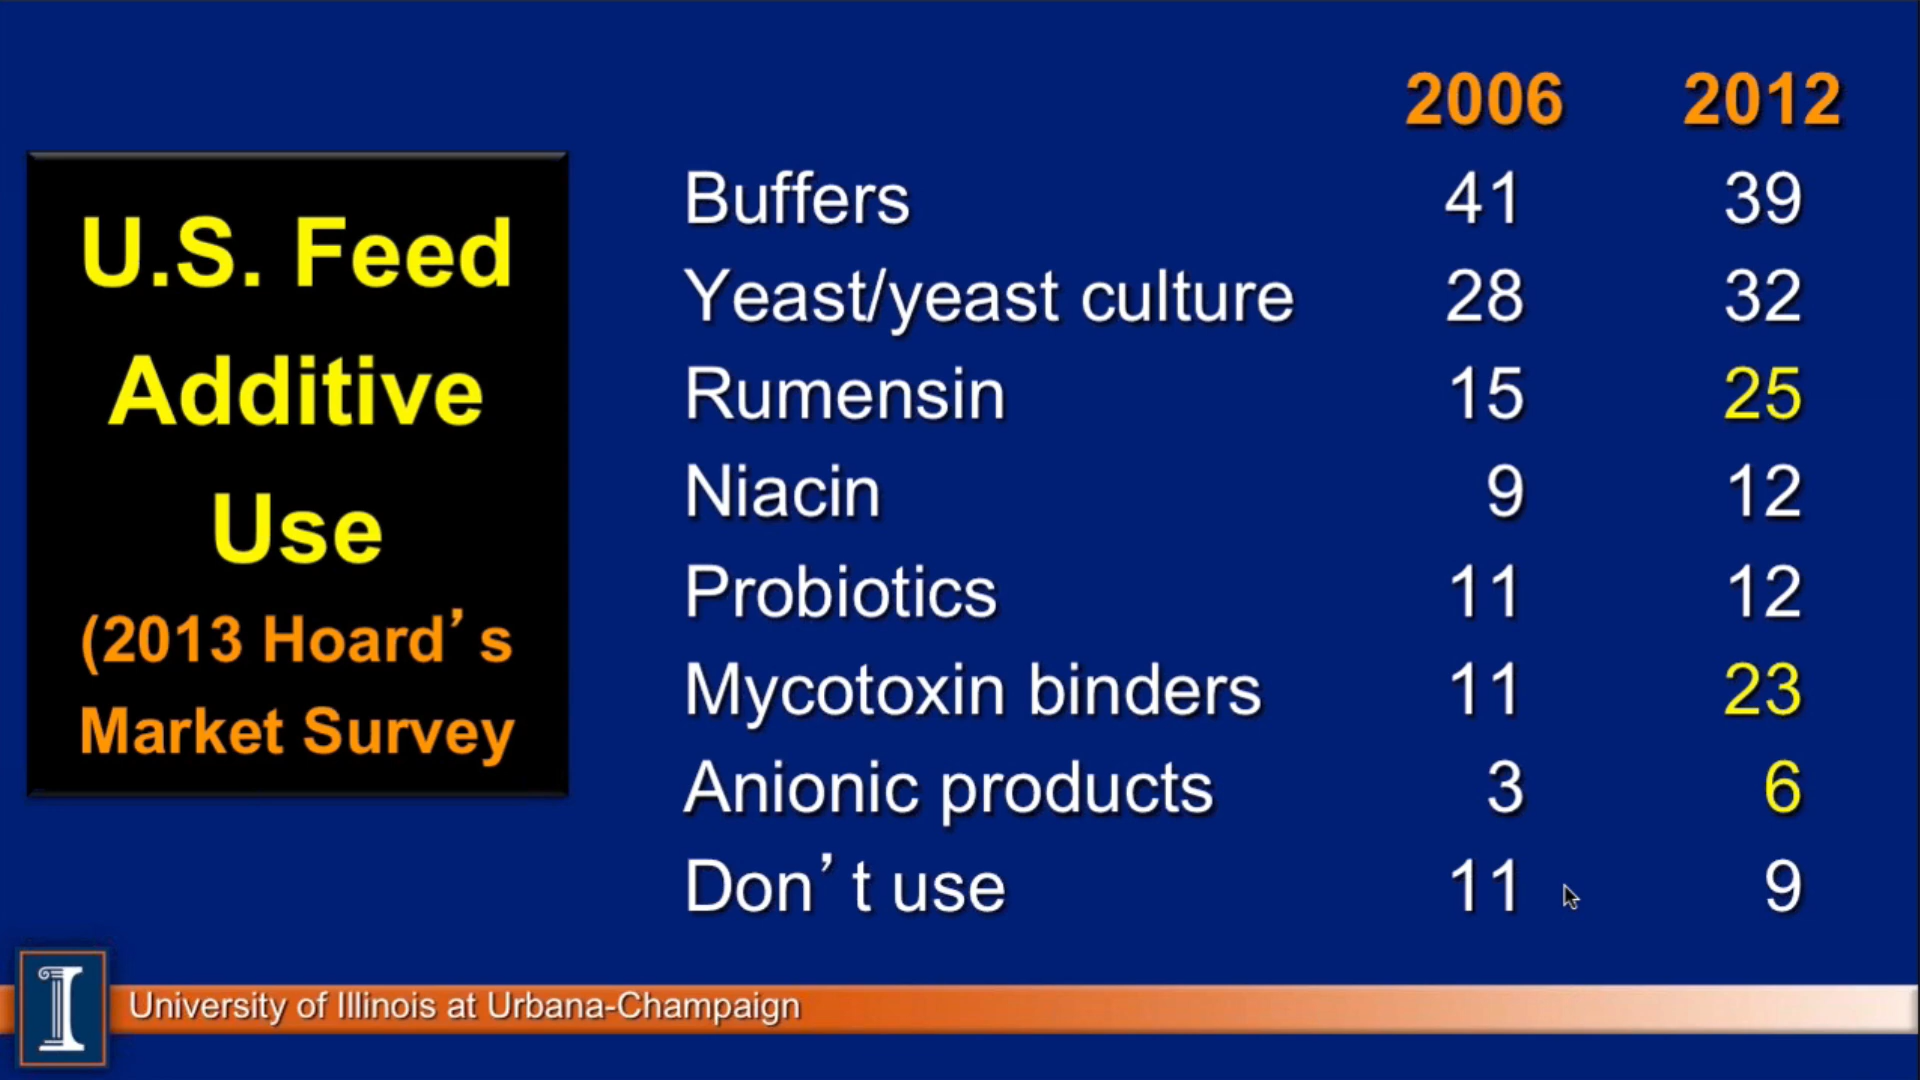 U.S. Feed
Additive
Use
(2013 Hoard’s
Market Survey
2006 2012
Buffers 41 39
Yeast/yeast culture 28 32
Rumensin 15 25
Niacin 9 12
Probiotics 11 12
Mycotoxin binders 11 23
Anionic products 3 6
Don’t use 11 9
I University of Illinois at Urbana-Champaign